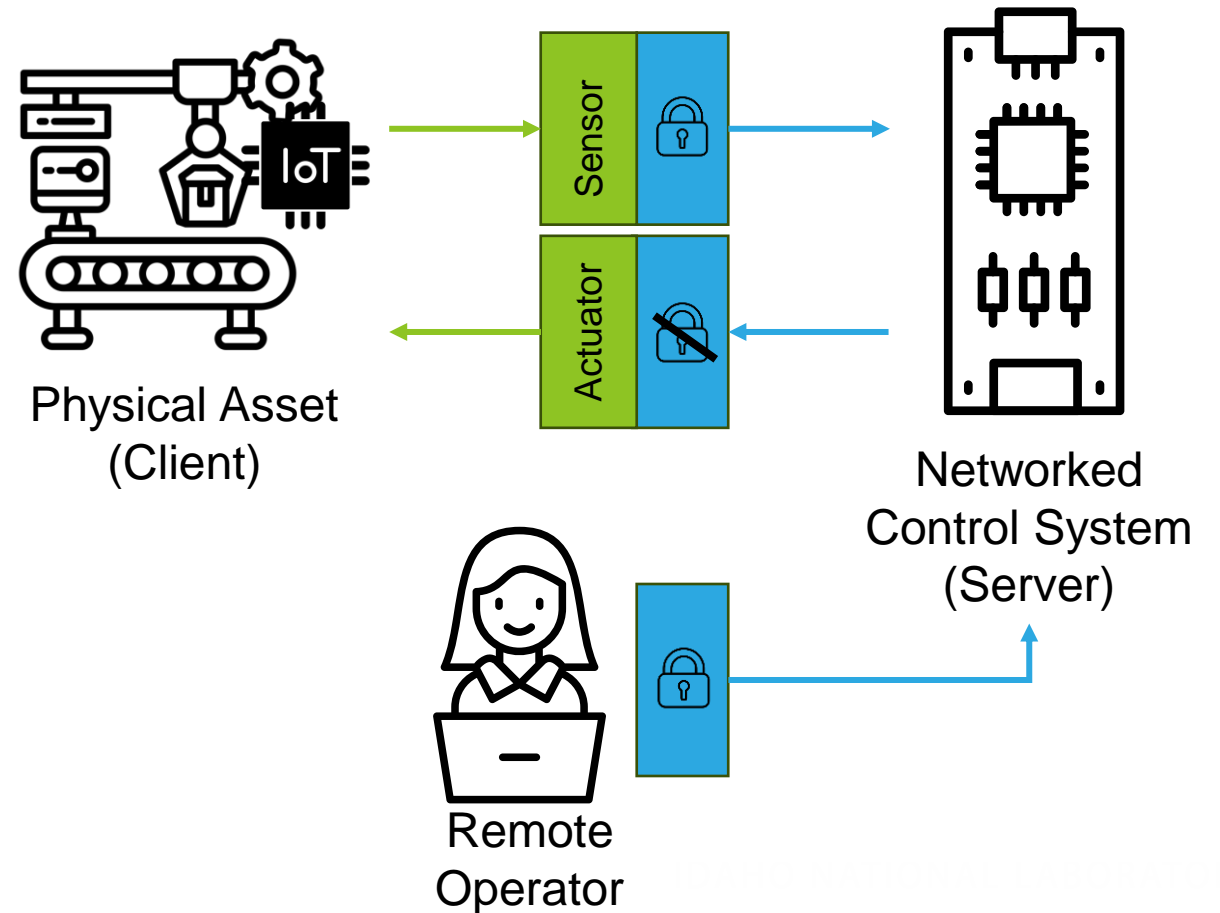 IoT
Sensor
Actuator
Physical Asset
(Client)
Networked
Control System
(Server)
Remote
Operator